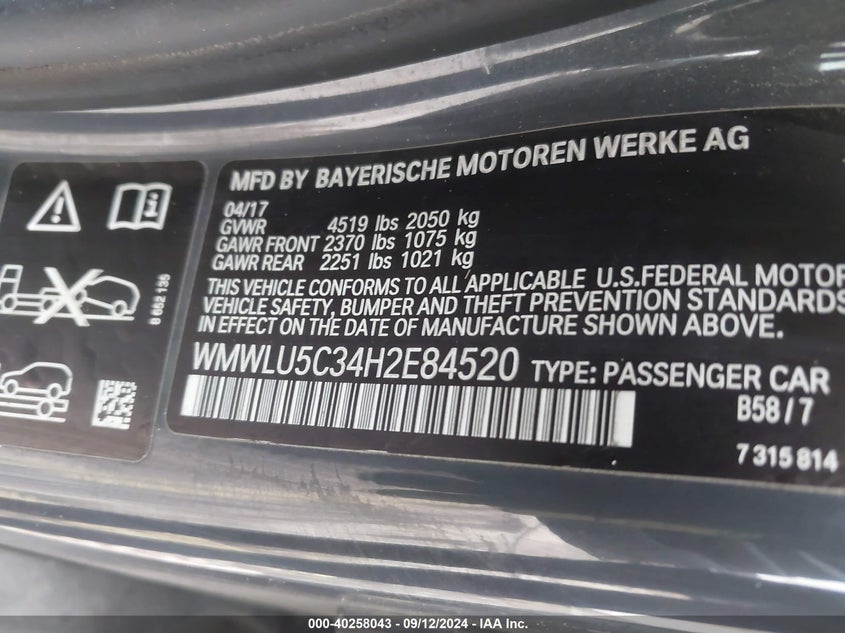 MFD BY BAYERISCHE MOTOREN WERKE AG
04/17
GVWR 4519 lbs 2050 kg
GAWR FRONT 2370 lbs 1075 kg
GAWR REAR 2251 lbs 1021 kg
THIS VEHICLE CONFORMS TO ALL APPLICABLE U.S.FEDERAL MOTOR
VEHICLE SAFETY, BUMPER AND THEFT PREVENTION STANDARDS
IN EFFECT ON THE DATE OF MANUFACTURE SHOWN ABOVE.
WMWLU5C34H2E84520 TYPE: PASSENGER CAR
B58/7
7 315 814
8 652 135
000-40258043 - 09/12/2024 - IAA Inc.